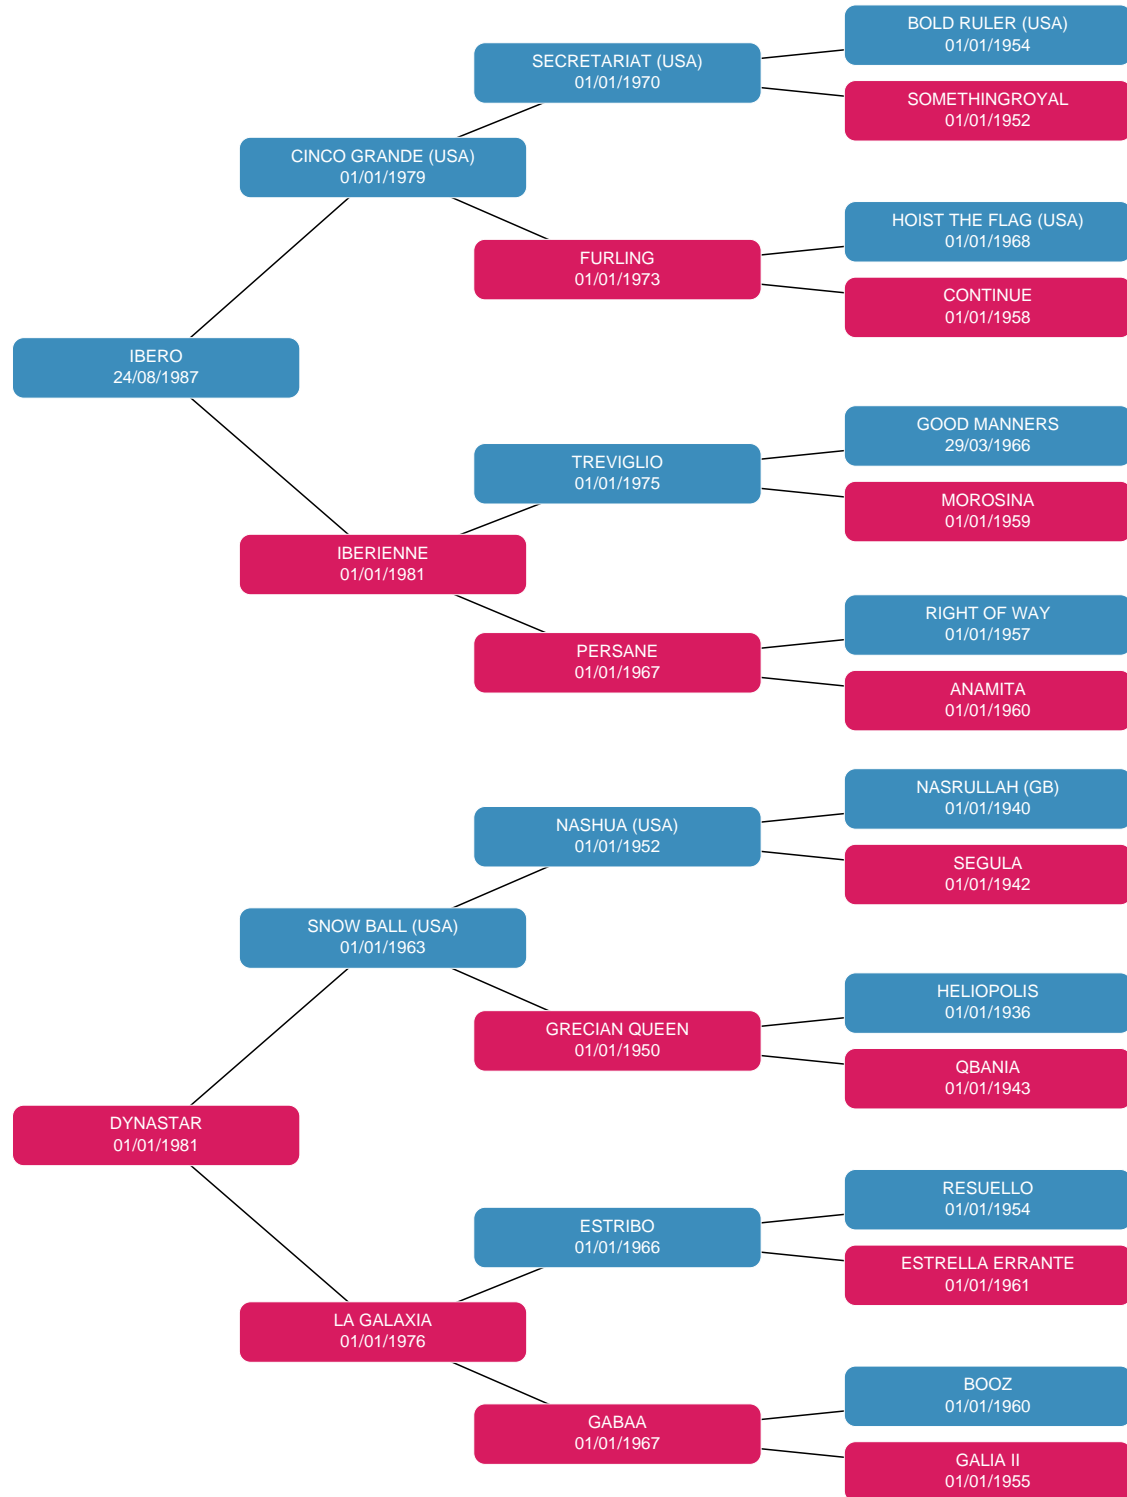 BOLD RULER (USA)
01/01/1954
SECRETARIAT (USA)
01/01/1970
SOMETHINGROYAL
01/01/1952
CINCO GRANDE (USA)
01/01/1979
HOIST THE FLAG (USA)
01/01/1968
FURLING
01/01/1973
CONTINUE
01/01/1958
IBERO
24/08/1987
GOOD MANNERS
29/03/1966
TREVIGLIO
01/01/1975
MOROSINA
01/01/1959
IBERIENNE
01/01/1981
RIGHT OF WAY
01/01/1957
PERSANE
01/01/1967
ANAMITA
01/01/1960
NASRULLAH (GB)
01/01/1940
NASHUA (USA)
01/01/1952
SEGULA
01/01/1942
SNOW BALL (USA)
01/01/1963
HELIOPOLIS
01/01/1936
GRECIAN QUEEN
01/01/1950
QBANIA
01/01/1943
DYNASTAR
01/01/1981
RESUELLO
01/01/1954
ESTRIBO
01/01/1966
ESTRELLA ERRANTE
01/01/1961
LA GALAXIA
01/01/1976
BOOZ
01/01/1960
GABAA
01/01/1967
GALIA II
01/01/1955